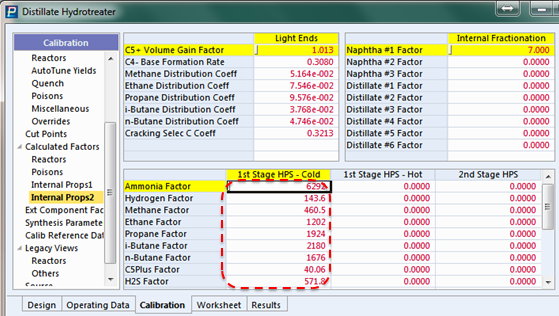 Distillate Hydrotreater
Calibration
Reactors
AutoTune Yields
Quench
Poisons
Miscellaneous
Overrides
Cut Points
Calculated Factors
Reactors
Poisons
Internal Props1
Internal Props2
Ext Component Fac
Synthesis Paramete
Calib Reference Dat
Legacy Views
Reactors
Others
Light Ends
C5+ Volume Gain Factor 1.013
C4- Base Formation Rate 0.3080
Methane Distribution Coeff 5.164e-002
Ethane Distribution Coeff 7.546e-002
Propane Distribution Coeff 9.576e-002
i-Butane Distribution Coeff 3.768e-002
n-Butane Distribution Coeff 4.746e-002
Cracking Selec C Coeff 0.3213
Internal Fractionation
Naphtha #1 Factor 7.000
Naphtha #2 Factor 0.0000
Naphtha #3 Factor 0.0000
Distillate #1 Factor 0.0000
Distillate #2 Factor 0.0000
Distillate #3 Factor 0.0000
Distillate #4 Factor 0.0000
Distillate #5 Factor 0.0000
Distillate #6 Factor 0.0000
1st Stage HPS - Cold 1st Stage HPS - Hot 2nd Stage HPS
Ammonia Factor 6292 0.0000 0.0000
Hydrogen Factor 143.6 0.0000 0.0000
Methane Factor 460.5 0.0000 0.0000
Ethane Factor 1202 0.0000 0.0000
Propane Factor 1924 0.0000 0.0000
i-Butane Factor 2180 0.0000 0.0000
n-Butane Factor 1676 0.0000 0.0000
C5Plus Factor 40.06 0.0000 0.0000
H2S Factor 571.8 0.0000 0.0000
Design Operating Data Calibration Worksheet Results